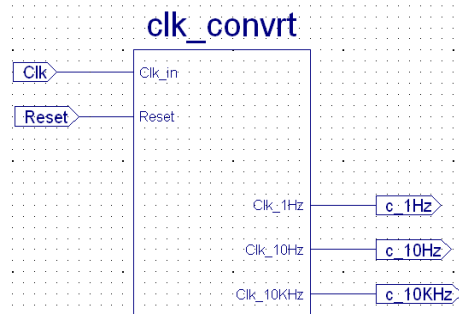 clk_convrt
Clk Clk_in
Reset Reset
Clk_1Hz c_1Hz
Clk_10Hz c_10Hz
Clk_10KHz c_10KHz